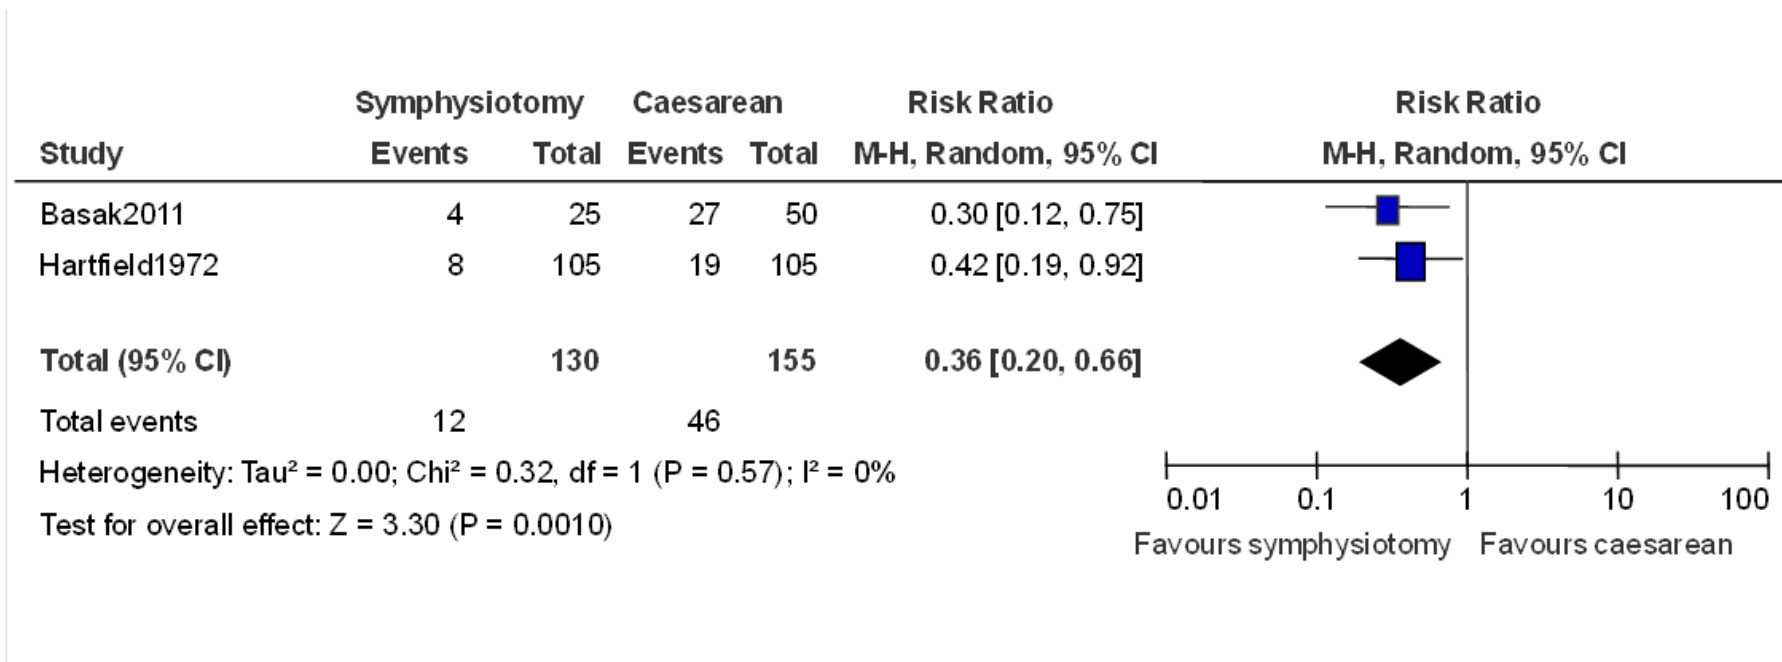 Symphysiotomy Caesarean Risk Ratio Risk Ratio
Study Events Total Events Total M-H, Random, 95% CI M-H, Random, 95% CI
Basak2011 4 25 27 50 0.30 [0.12, 0.75]
Hartfield1972 8 105 19 105 0.42 [0.19, 0.92]
Total (95% CI) 130 155 0.36 [0.20, 0.66]
Total events 12 46
Heterogeneity: Tau² = 0.00; Chi² = 0.32, df = 1 (P = 0.57); I² = 0%
Test for overall effect: Z = 3.30 (P = 0.0010)
0.01 0.1 1 10 100
Favours symphysiotomy Favours caesarean